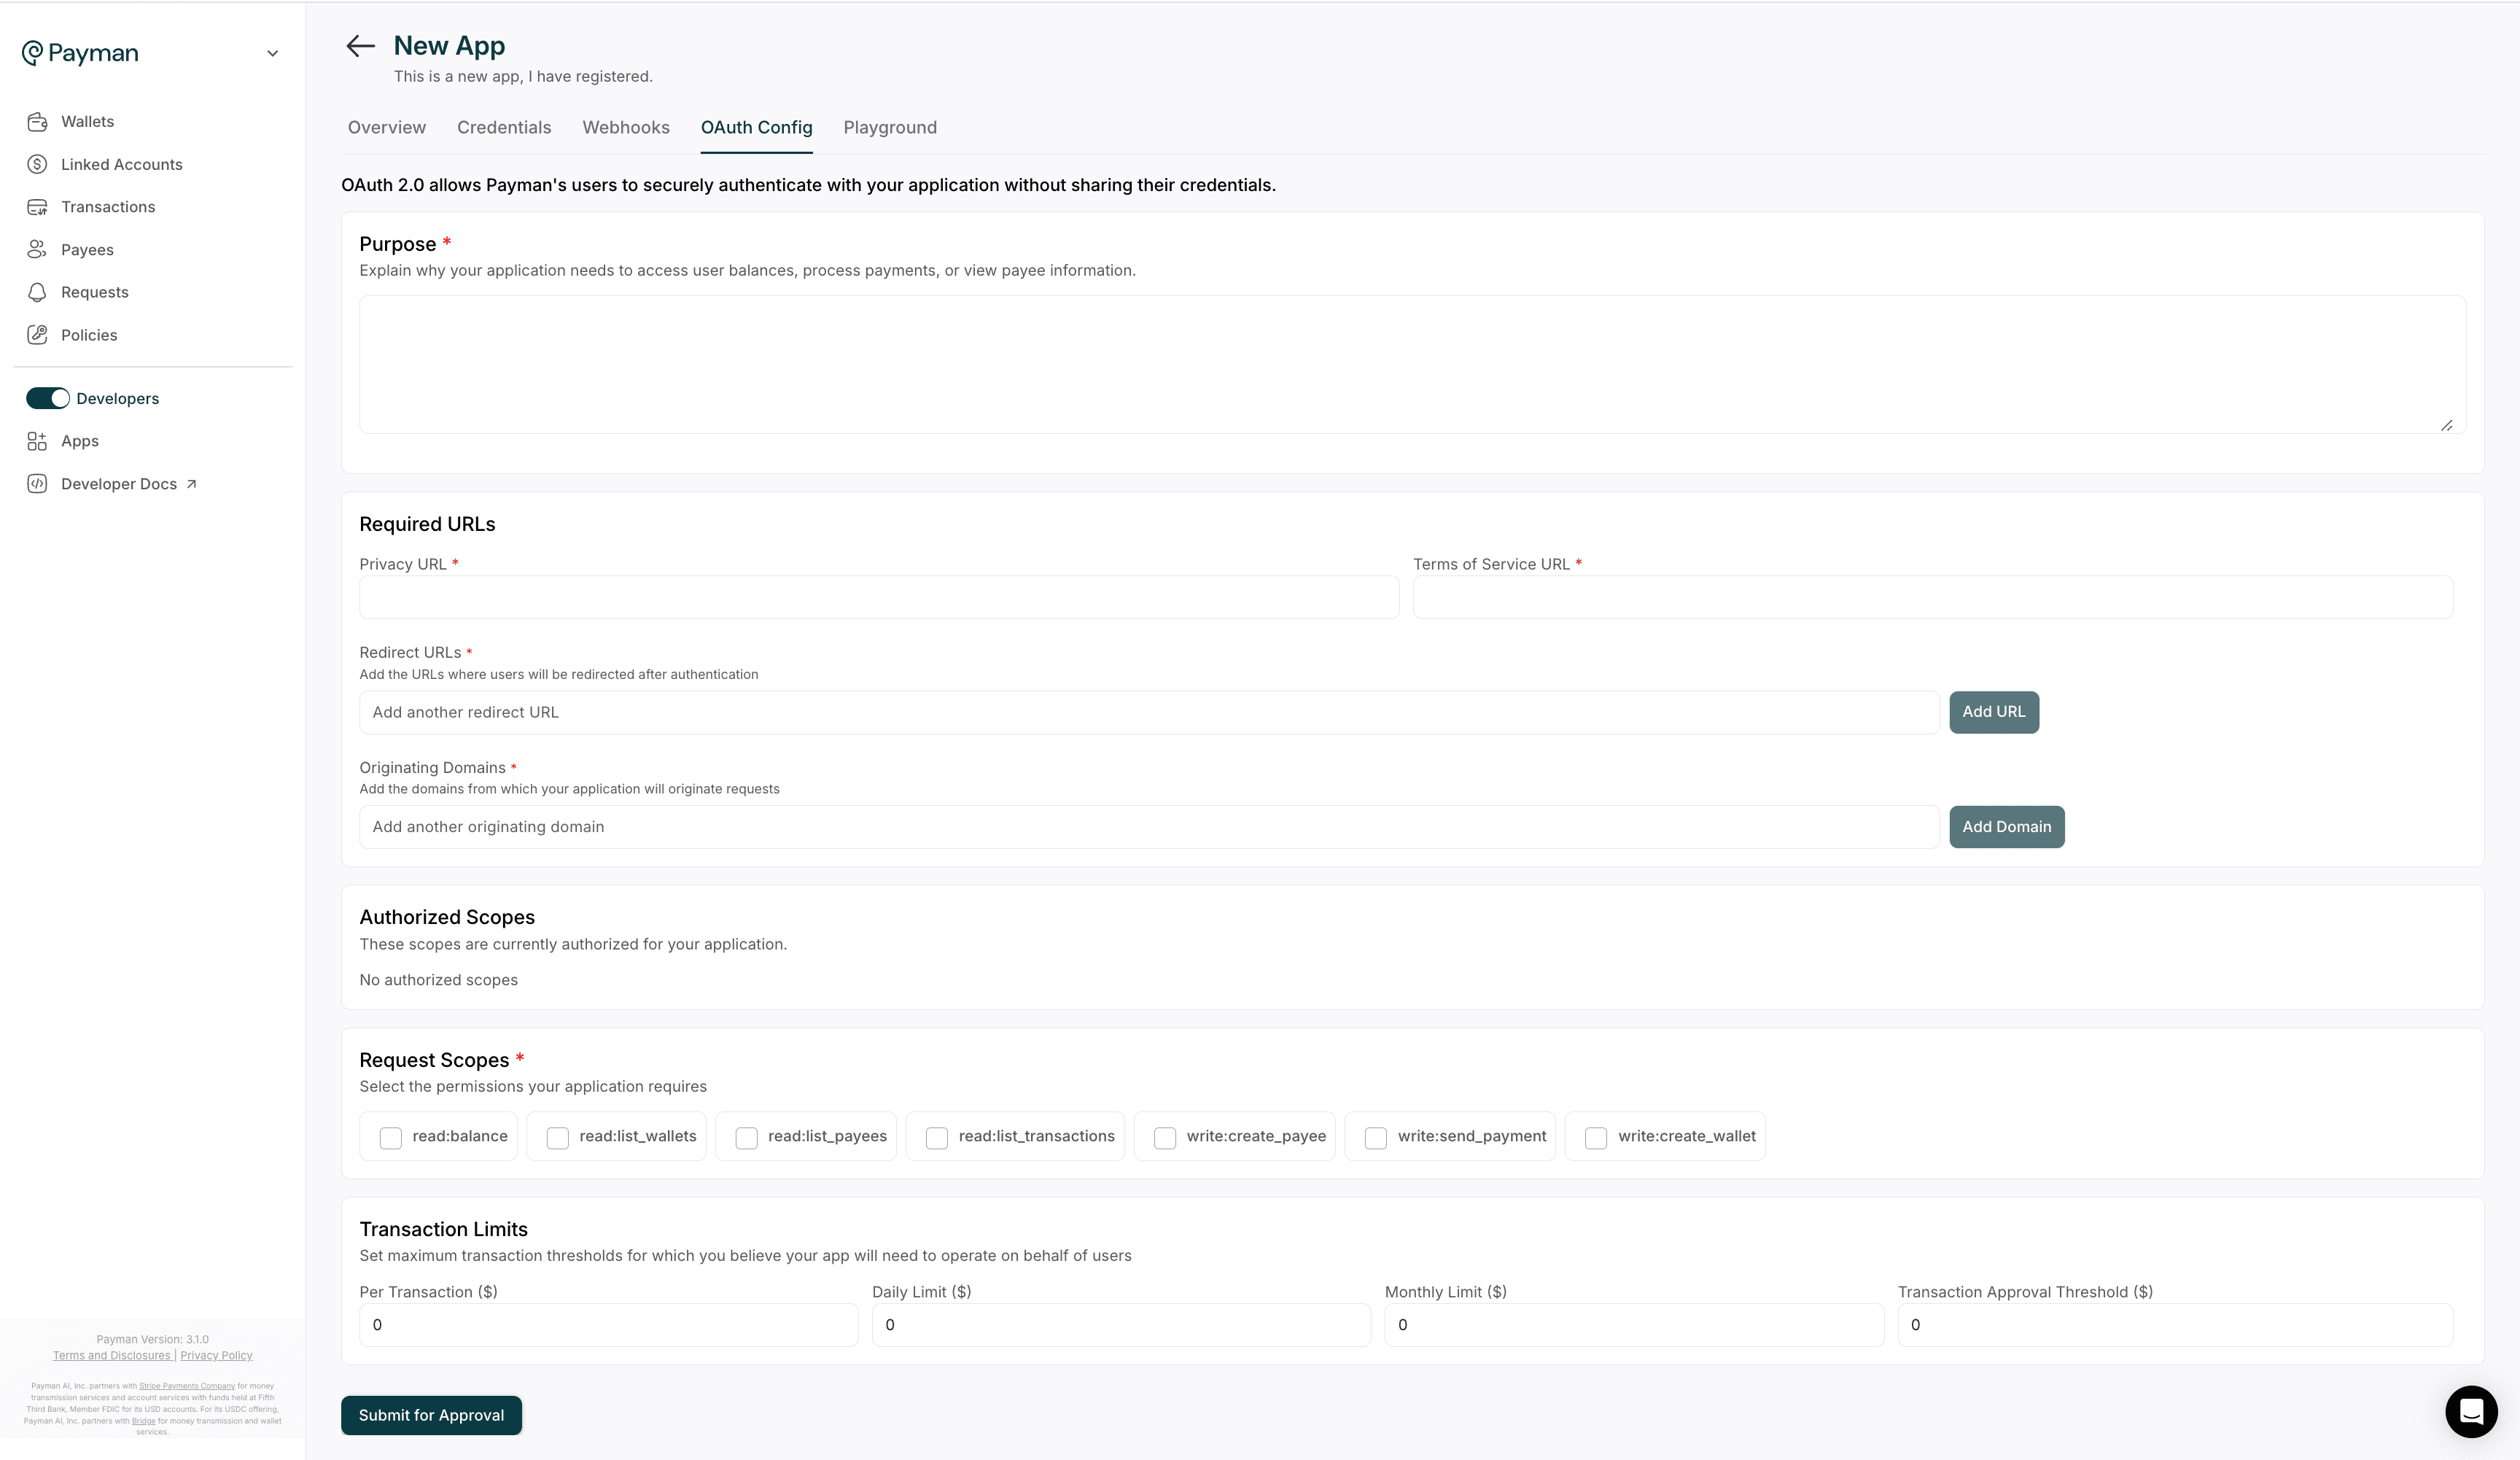 Payman
Wallets
Linked Accounts
Transactions
Payees
Requests
Policies
Developers
Apps
Developer Docs
Payman Version: 3.1.0
Terms and Disclosures | Privacy Policy
Payman AI, Inc. partners with Stripe Payments Company for money
transmission services and account services with funds held at Fifth
Third Bank, Member FDIC for its USD accounts. For its USDC offering,
Payman AI, Inc. partners with Bridge for money transmission and wallet
services.
New App
This is a new app, I have registered.
Overview Credentials Webhooks OAuth Config Playground
OAuth 2.0 allows Payman's users to securely authenticate with your application without sharing their credentials.
Purpose *
Explain why your application needs to access user balances, process payments, or view payee information.
Required URLs
Privacy URL * Terms of Service URL *
Redirect URLs *
Add the URLs where users will be redirected after authentication
Add another redirect URL Add URL
Originating Domains *
Add the domains from which your application will originate requests
Add another originating domain Add Domain
Authorized Scopes
These scopes are currently authorized for your application.
No authorized scopes
Request Scopes *
Select the permissions your application requires
read:balance read:list_wallets read:list_payees read:list_transactions write:create_payee write:send_payment write:create_wallet
Transaction Limits
Set maximum transaction thresholds for which you believe your app will need to operate on behalf of users
Per Transaction ($) Daily Limit ($) Monthly Limit ($) Transaction Approval Threshold ($)
0 0 0 0
Submit for Approval